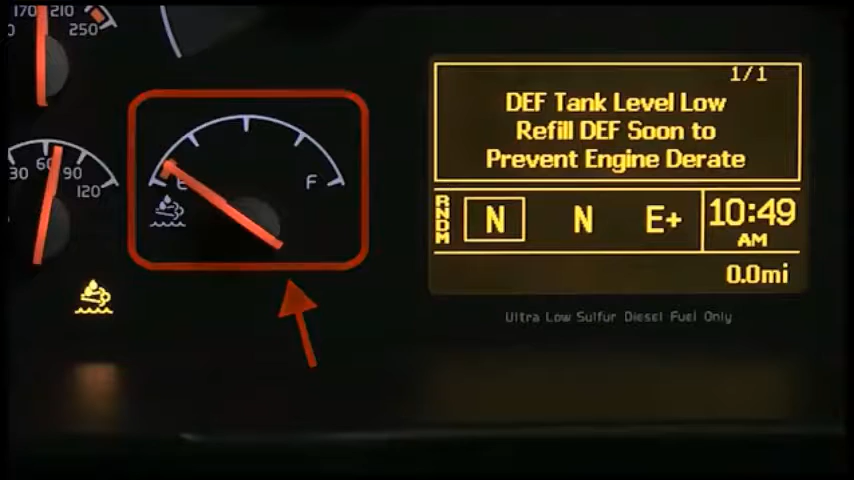 170 210
250
0
30 60 90
120
E F
1/1
DEF Tank Level Low
Refill DEF Soon to
Prevent Engine Derate
RNDM
N N E+
10:49
AM
0.0mi
Ultra Low Sulfur Diesel Fuel Only